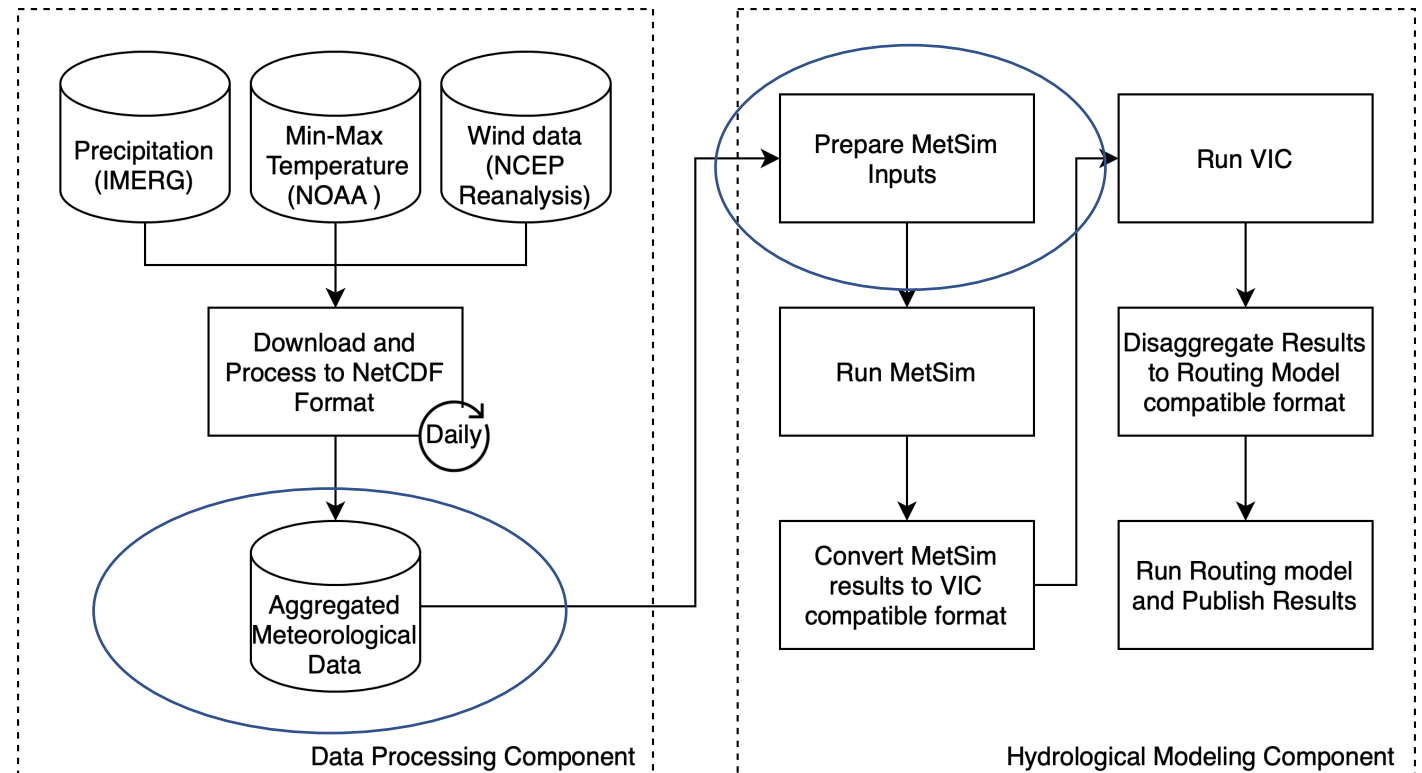 Precipitation
(IMERG)
Min-Max
Temperature
(NOAA )
Wind data
(NCEP
Reanalysis)
Download and
Process to NetCDF
Format
Daily
Aggregated
Meteorological
Data
Data Processing Component
Prepare MetSim
Inputs
Run MetSim
Convert MetSim
results to VIC
compatible format
Run VIC
Disaggregate Results
to Routing Model
compatible format
Run Routing model
and Publish Results
Hydrological Modeling Component